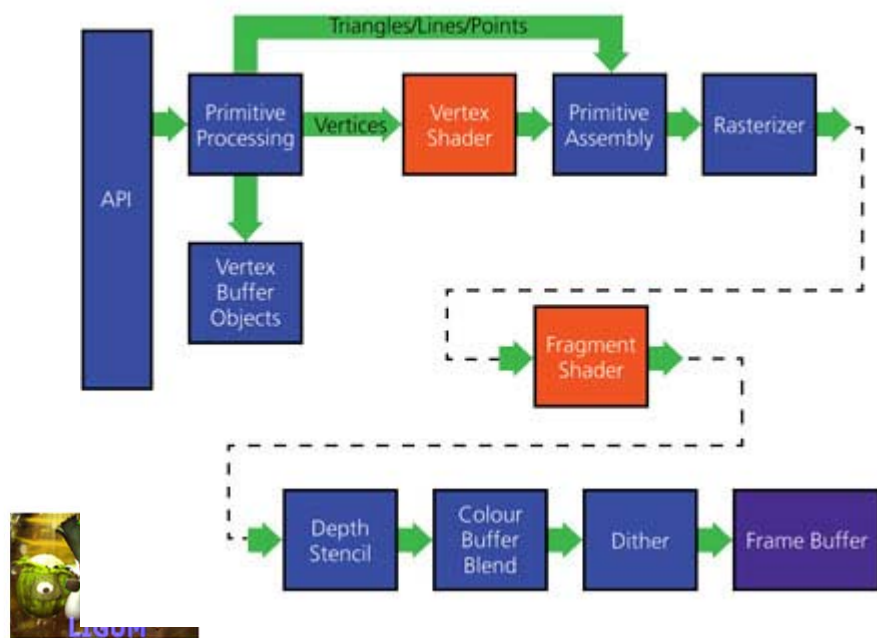 Triangles/Lines/Points
API
Primitive
Processing
Vertices
Vertex
Shader
Primitive
Assembly
Rasterizer
Vertex
Buffer
Objects
Fragment
Shader
Depth
Stencil
Colour
Buffer
Blend
Dither
Frame Buffer
LIGUM